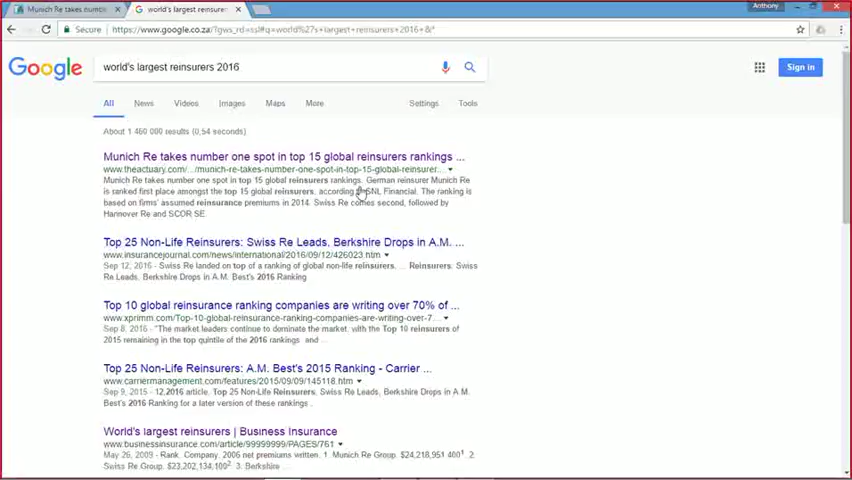 Munich Re takes numb
world's largest reinsurers
Anthony
Secure
https://www.google.co.za/?gws_rd=ssl#q=world%27s+largest+reinsurers+2016+&*
Google
world's largest reinsurers 2016
Sign in
All News Videos Images Maps More Settings Tools
About 1 460 000 results (0,54 seconds)
Munich Re takes number one spot in top 15 global reinsurers rankings ...
www.theactuary.com/.../munich-re-takes-number-one-spot-in-top-15-global-reinsurer...
Munich Re takes number one spot in top 15 global reinsurers rankings. German reinsurer Munich Re
is ranked first place amongst the top 15 global reinsurers, according SNL Financial. The ranking is
based on firms' assumed reinsurance premiums in 2014. Swiss Re comes second, followed by
Hannover Re and SCOR SE.
Top 25 Non-Life Reinsurers: Swiss Re Leads, Berkshire Drops in A.M. ...
www.insurancejournal.com/news/international/2016/09/12/426023.htm
Sep 12, 2016 - Swiss Re landed on top of a ranking of global non-life reinsurers. ... Reinsurers: Swiss
Re Leads, Berkshire Drops in A.M. Best's 2016 Ranking
Top 10 global reinsurance ranking companies are writing over 70% of ...
www.xprimm.com/Top-10-global-reinsurance-ranking-companies-are-writing-over-7...
Sep 8, 2016 - "The market leaders continue to dominate the market, with the Top 10 reinsurers of
2015 remaining in the top quintile of the 2016 rankings and ...
Top 25 Non-Life Reinsurers: A.M. Best's 2015 Ranking - Carrier ...
www.carriermanagement.com/features/2015/09/09/145118.htm
Sep 9, 2015 - 12,2016 article, Top 25 Non-Life Reinsurers, Swiss Re Leads, Berkshire Drops in A.M.
Best's 2016 Ranking for a later version of these rankings ...
World's largest reinsurers | Business Insurance
www.businessinsurance.com/article/99999999/PAGES/761
May 26, 2009 - Rank. Company. 2006 net premiums written. 1. Munich Re Group. $24,218,951,400¹. 2.
Swiss Re Group. $23,202,134,100². 3. Berkshire ...